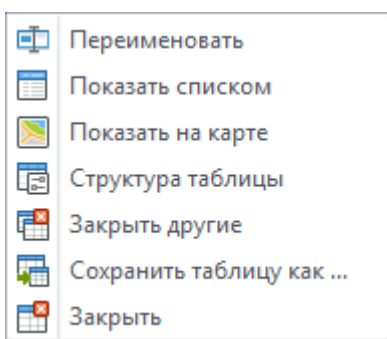 Переименовать
Показать списком
Показать на карте
Структура таблицы
Закрыть другие
Сохранить таблицу как ...
Закрыть